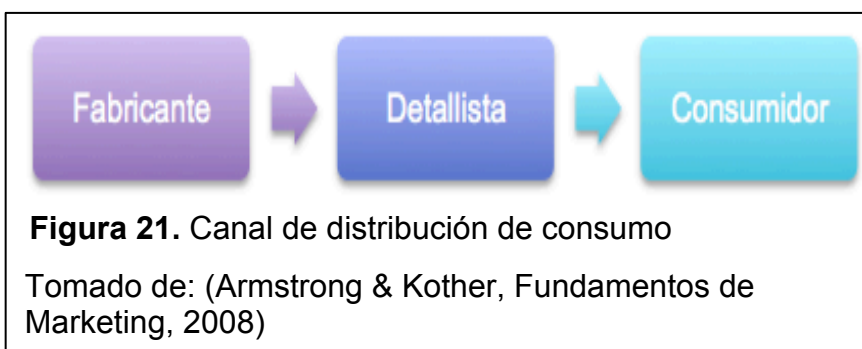 Fabricante Detallista Consumidor
Figura 21. Canal de distribución de consumo
Tomado de: (Armstrong & Kother, Fundamentos de
Marketing, 2008)